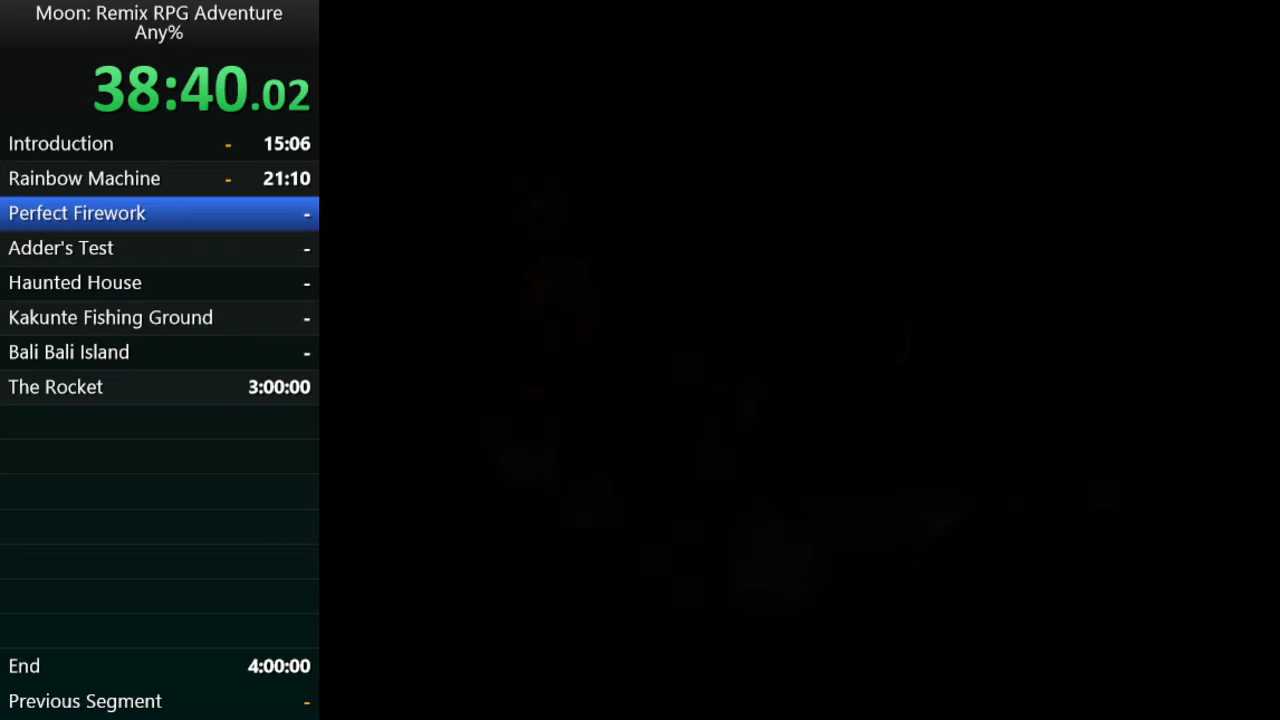 Moon: Remix RPG Adventure
Any%
38:40.02
Introduction - 15:06
Rainbow Machine - 21:10
Perfect Firework -
Adder's Test -
Haunted House -
Kakunte Fishing Ground -
Bali Bali Island -
The Rocket 3:00:00
End 4:00:00
Previous Segment -